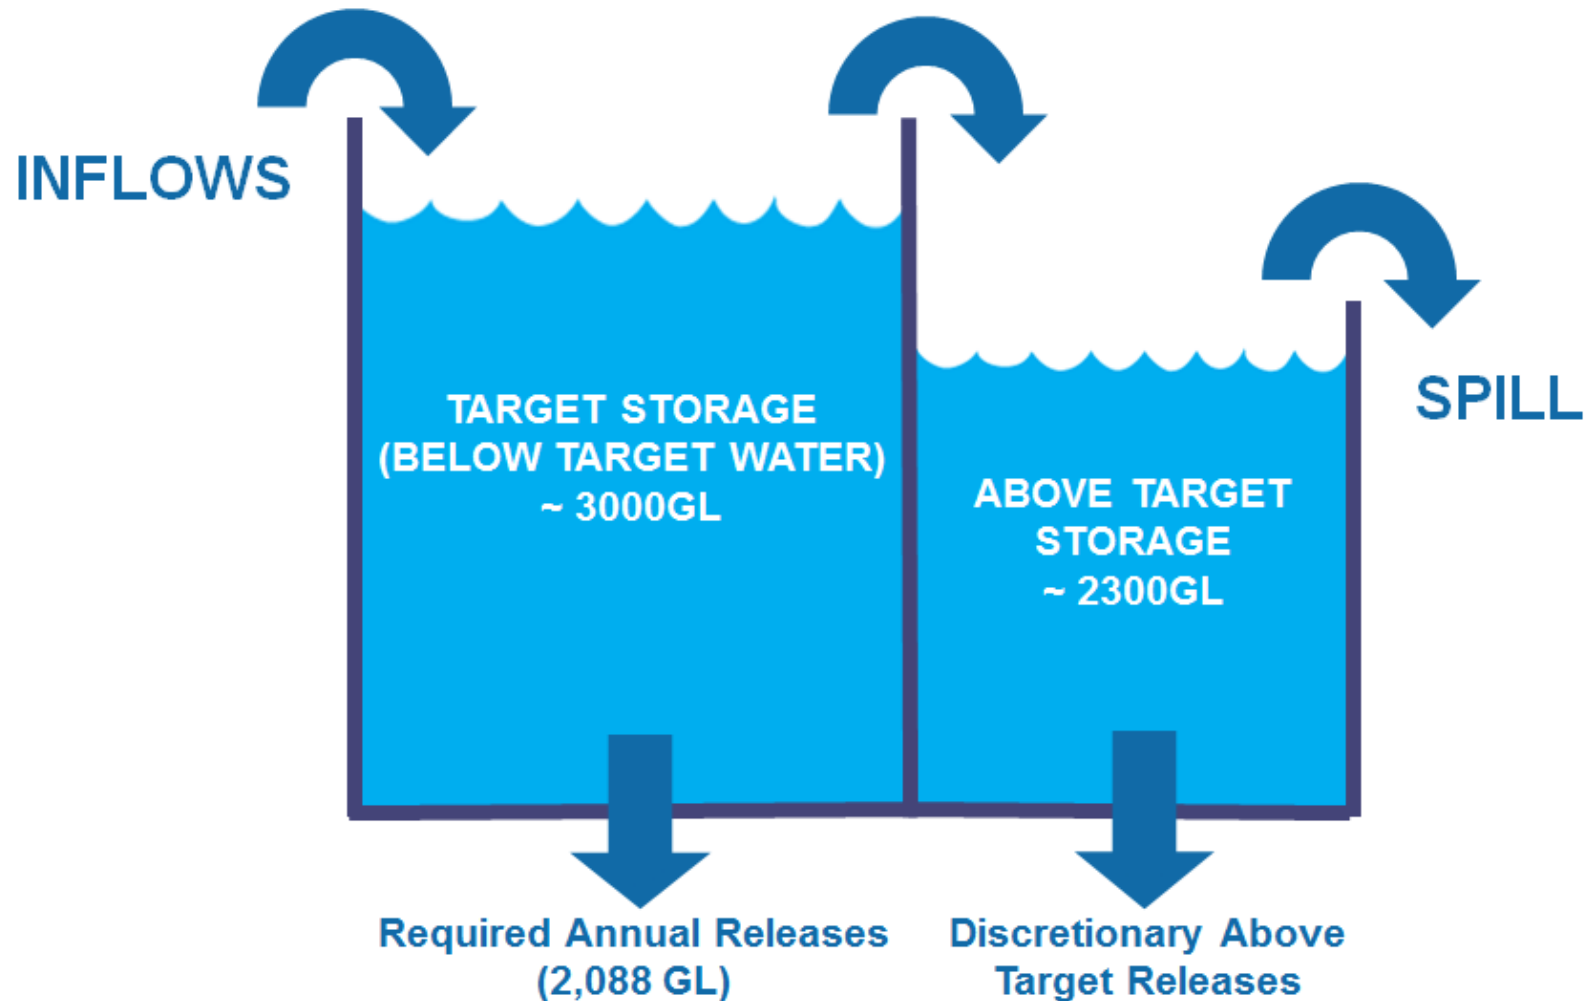 INFLOWS
SPILL
TARGET STORAGE
(BELOW TARGET WATER)
~ 3000GL
ABOVE TARGET
STORAGE
~ 2300GL
Required Annual Releases
(2,088 GL)
Discretionary Above
Target Releases